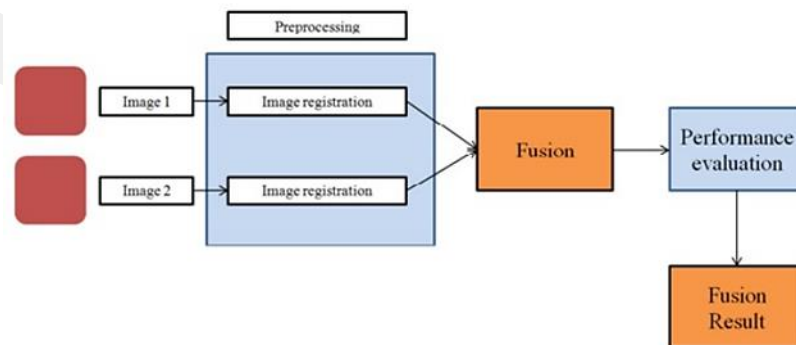 Preprocessing
Image 1
Image registration
Image 2
Image registration
Fusion
Performance
evaluation
Fusion
Result